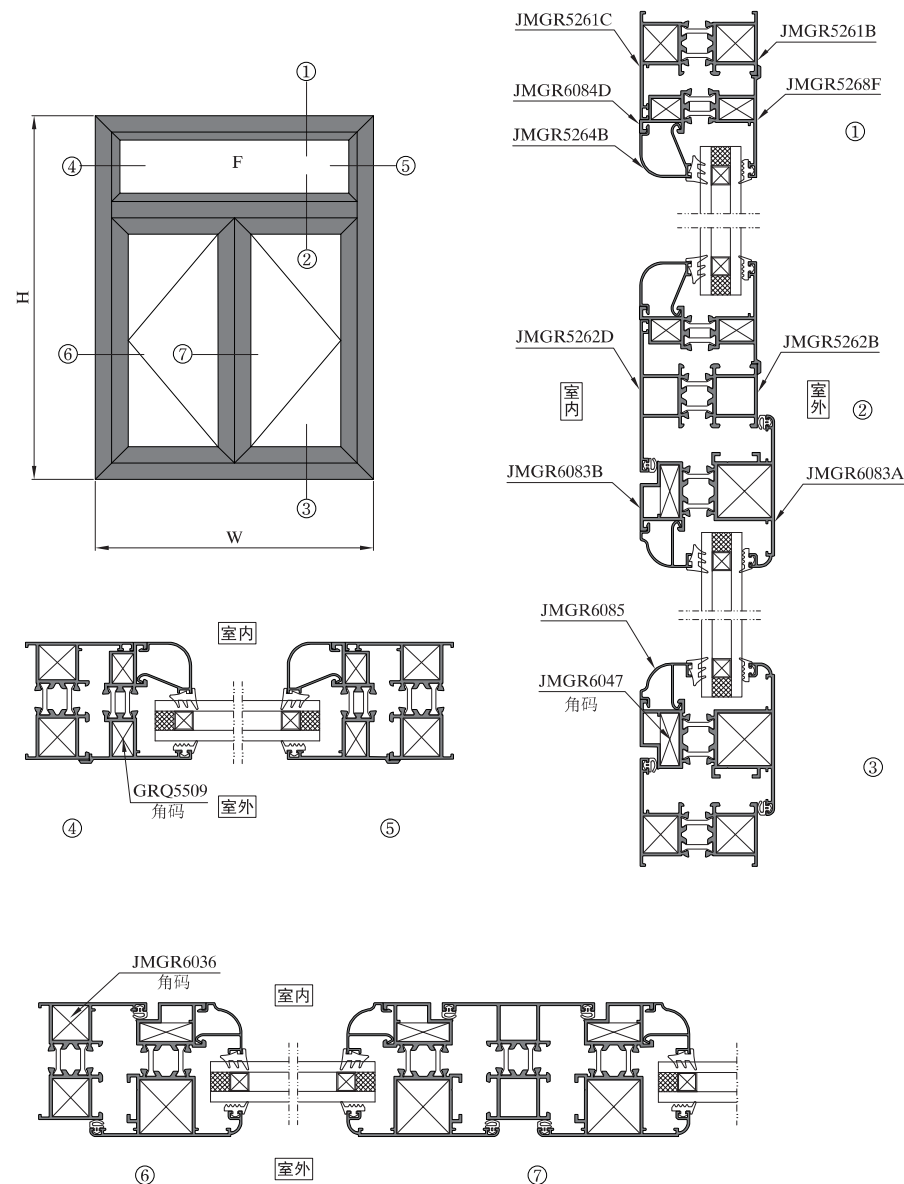 ①
④
F
⑤
②
H
⑥
⑦
③
W
JMGR5261C
JMGR5261B
JMGR6084D
JMGR5268F
JMGR5264B
①
JMGR5262D
JMGR5262B
室内
室外
②
JMGR6083B
JMGR6083A
JMGR6085
JMGR6047
角码
③
室内
GRQ5509
角码
室外
④
⑤
JMGR6036
角码
室内
室外
⑥
⑦